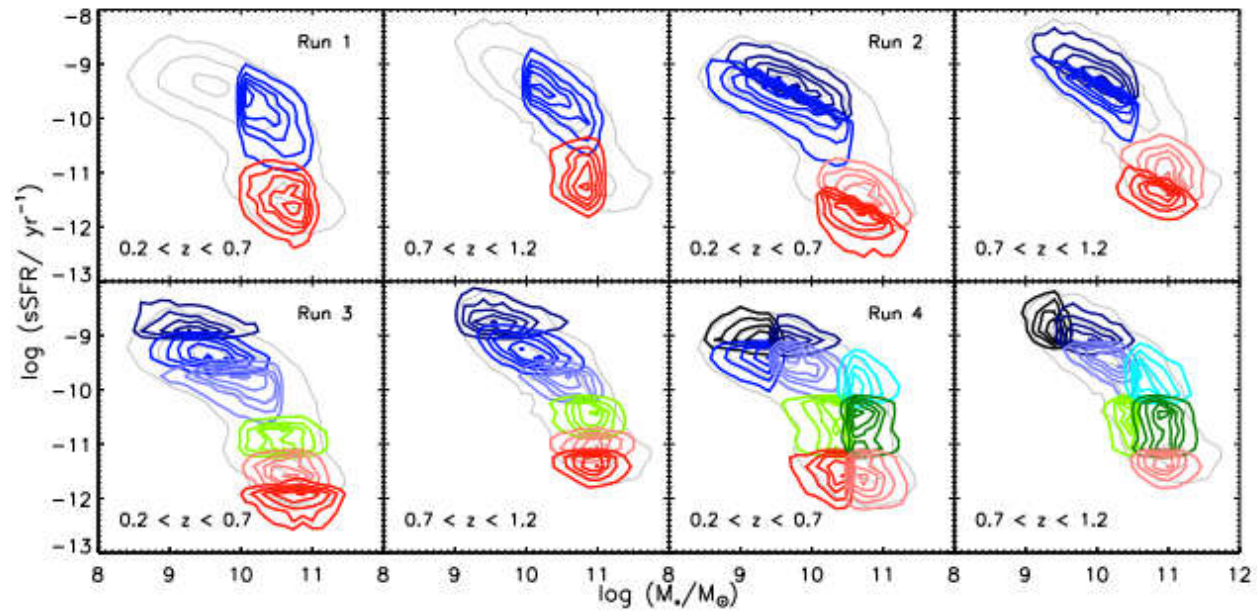 -8
-9
-10
-11
-12
-13
Run 1
0.2 < z < 0.7
0.7 < z < 1.2
Run 2
0.2 < z < 0.7
0.7 < z < 1.2
log (sSFR/ yr⁻¹)
-9
-10
-11
-12
-13
Run 3
0.2 < z < 0.7
0.7 < z < 1.2
Run 4
0.2 < z < 0.7
0.7 < z < 1.2
8 9 10 11 8 9 10 11 8 9 10 11 8 9 10 11 12
log (M*/M⊙)